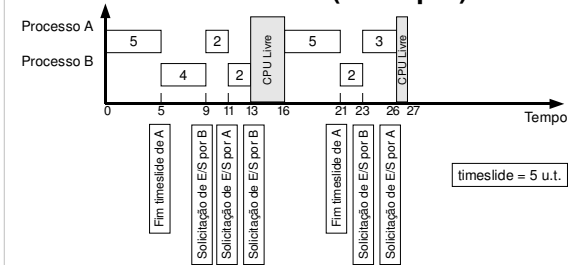 Processo A
5
2
5
3
Processo B
4
2
2
CPU Livre
CPU Livre
0
5
9
11
13
16
21
23
26
27
Tempo
Fim timeslide de A
Solicitação de E/S por B
Solicitação de E/S por A
Solicitação de E/S por B
Fim timeslide de A
Solicitação de E/S por B
Solicitação de E/S por A
timeslide = 5 u.t.